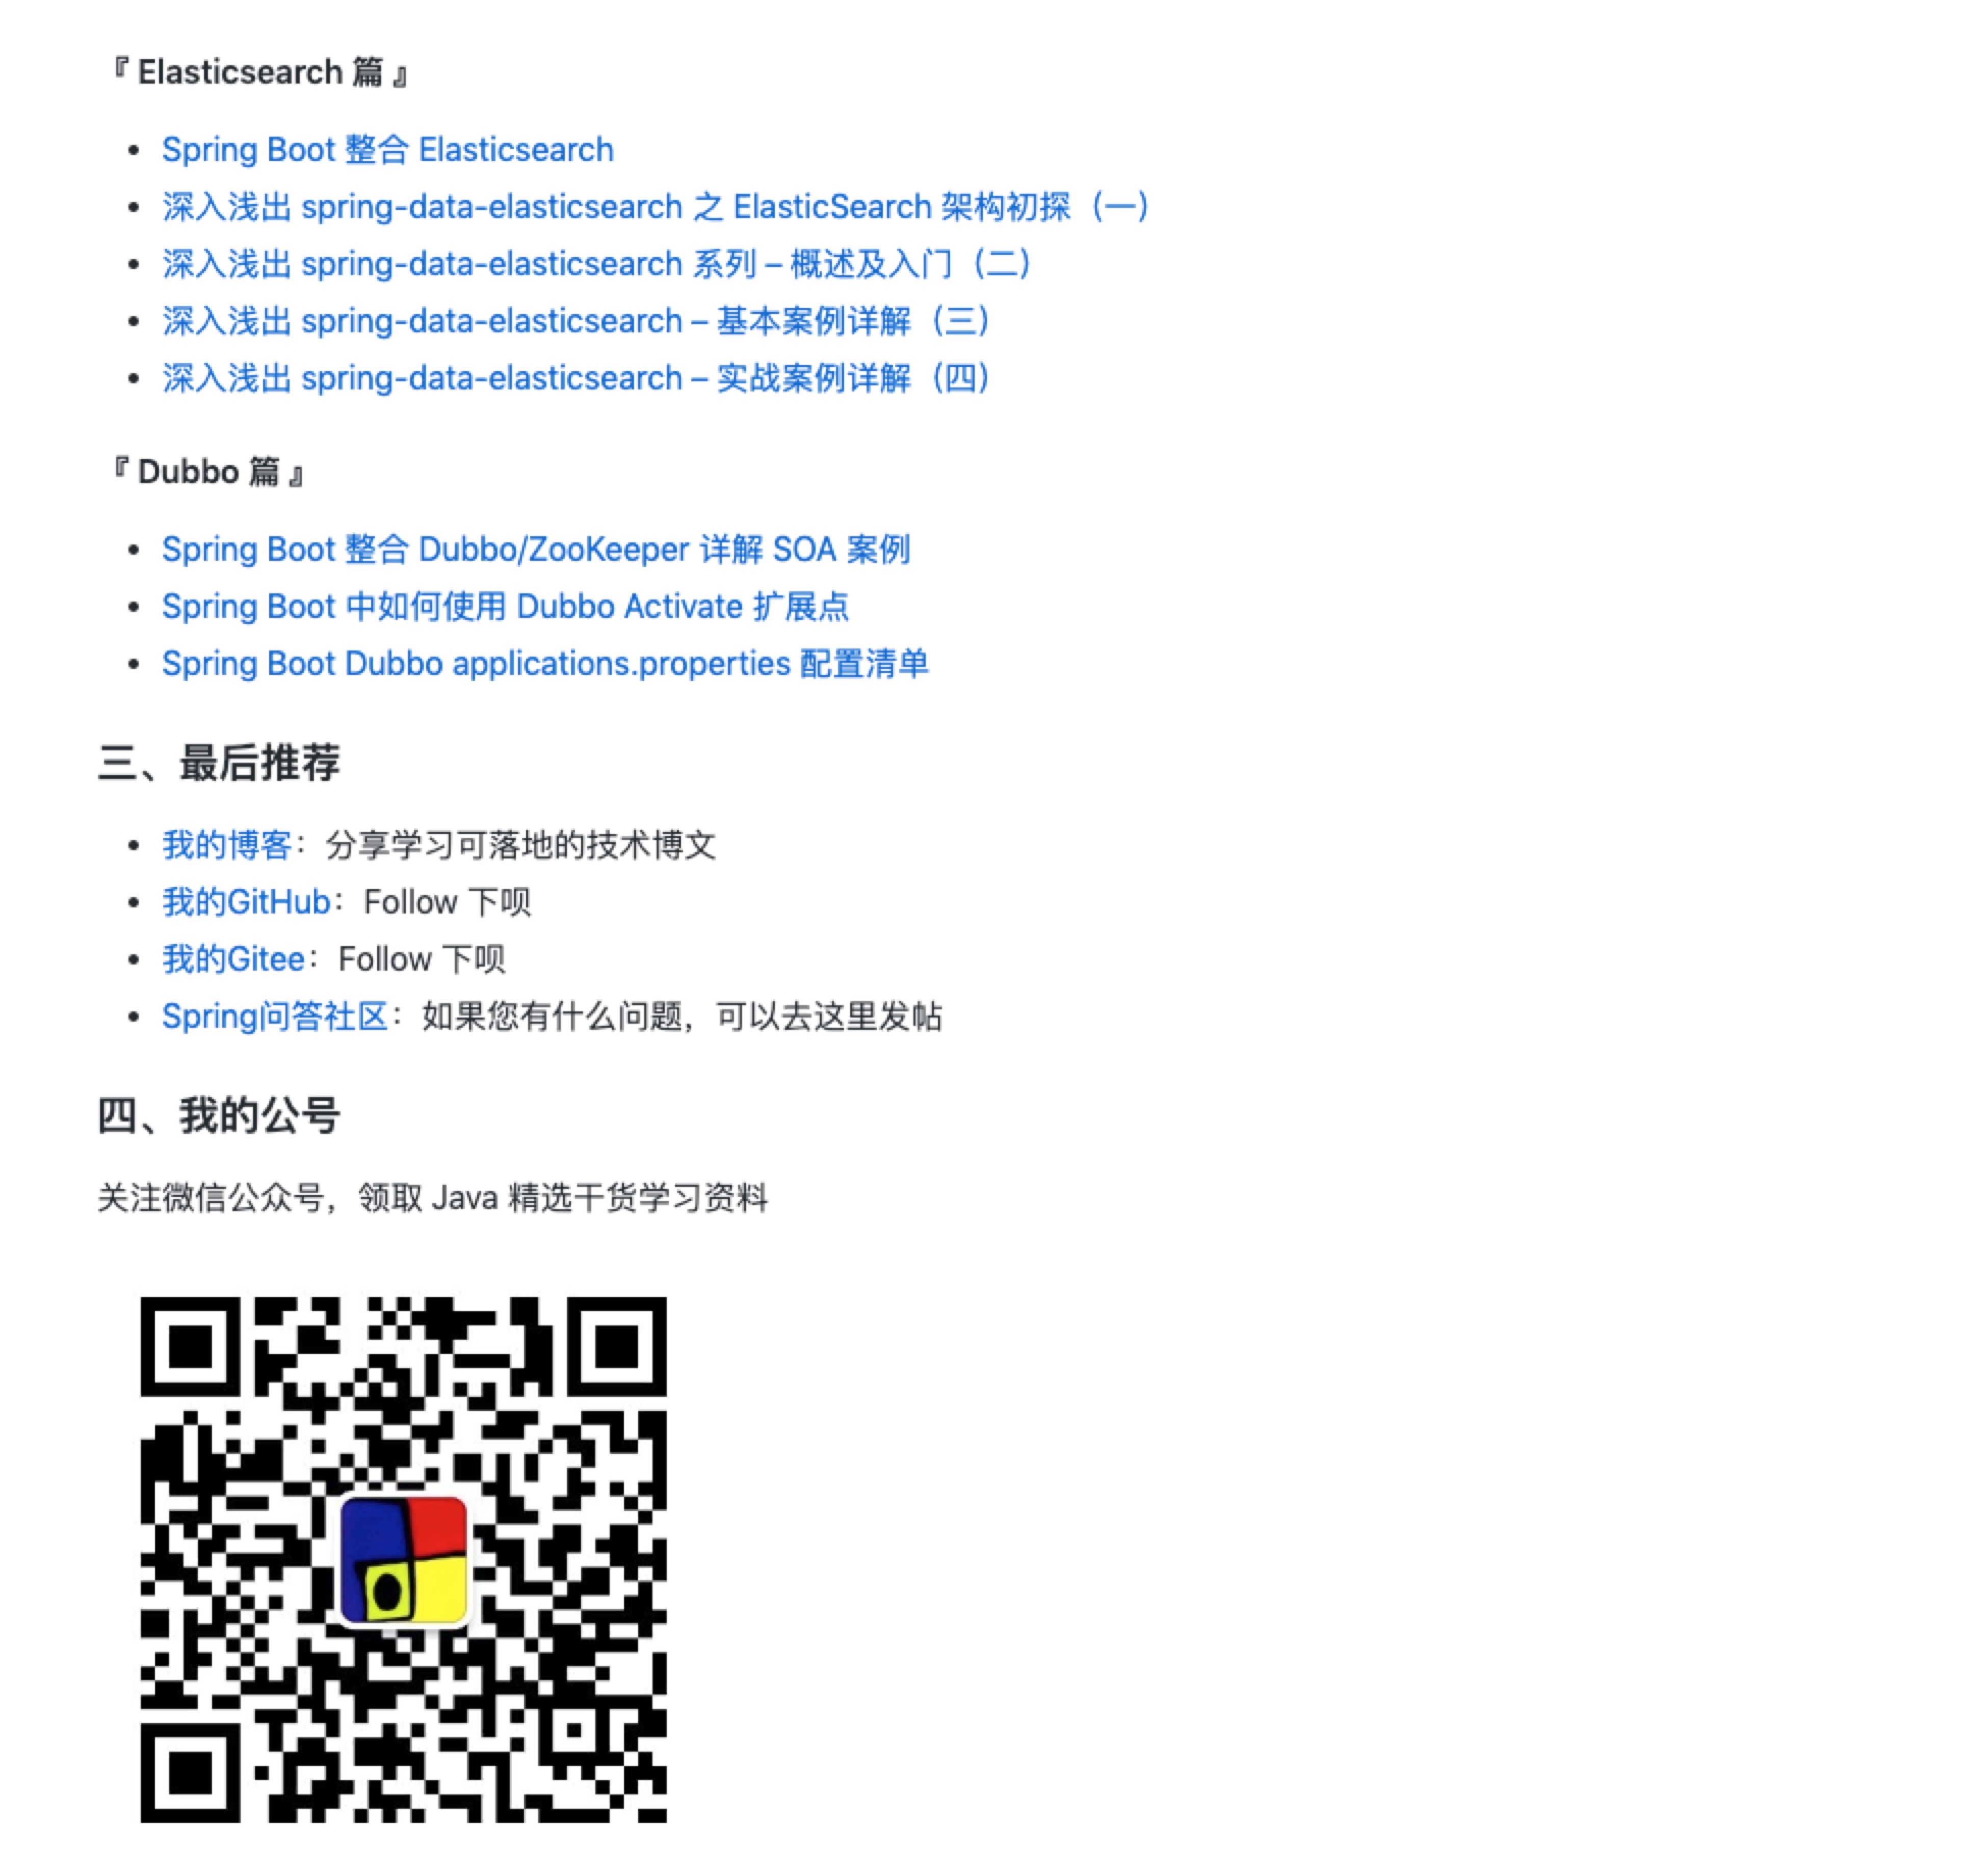 『 Elasticsearch 篇 』
Spring Boot 整合 Elasticsearch
深入浅出 spring-data-elasticsearch 之 ElasticSearch 架构初探（一）
深入浅出 spring-data-elasticsearch 系列 – 概述及入门（二）
深入浅出 spring-data-elasticsearch – 基本案例详解（三）
深入浅出 spring-data-elasticsearch – 实战案例详解（四）
『 Dubbo 篇 』
Spring Boot 整合 Dubbo/ZooKeeper 详解 SOA 案例
Spring Boot 中如何使用 Dubbo Activate 扩展点
Spring Boot Dubbo applications.properties 配置清单
三、最后推荐
我的博客：分享学习可落地的技术博文
我的GitHub：Follow 下呗
我的Gitee：Follow 下呗
Spring问答社区：如果您有什么问题，可以去这里发帖
四、我的公号
关注微信公众号，领取 Java 精选干货学习资料